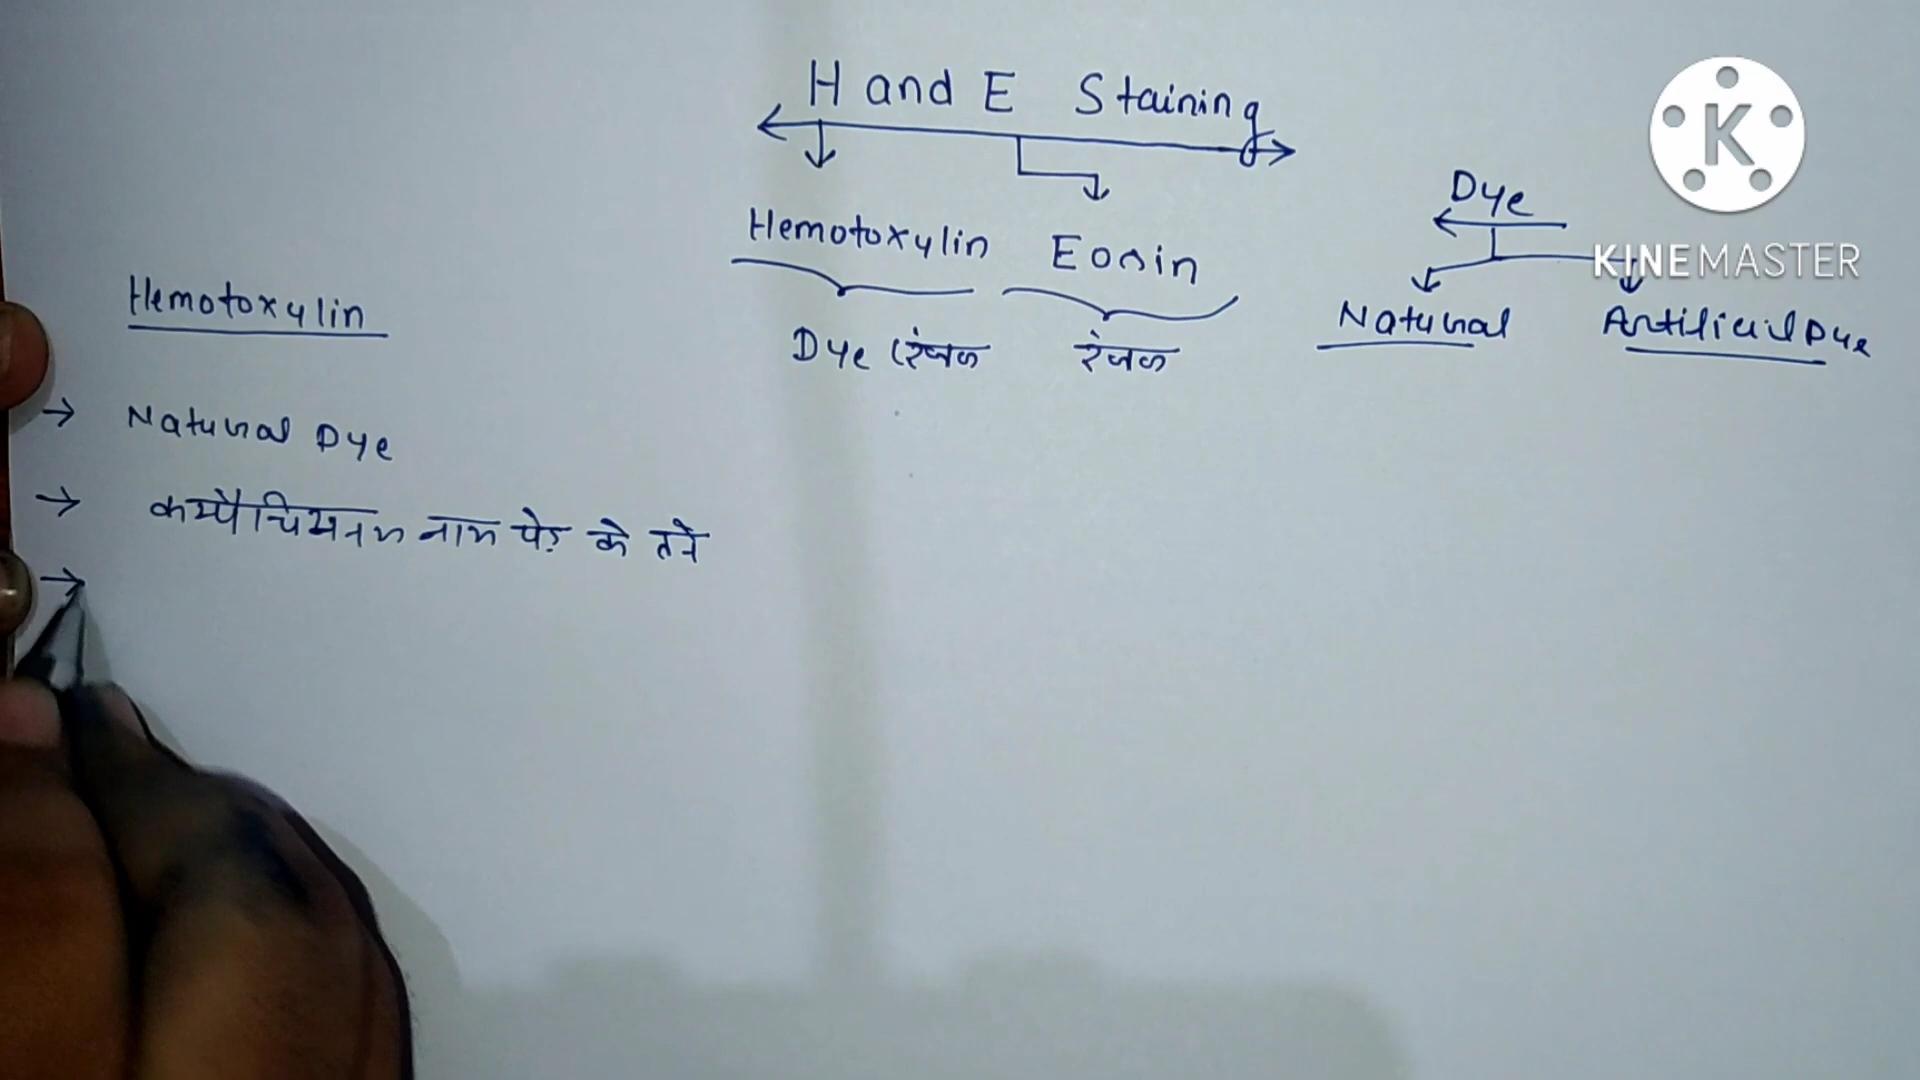 H and E Staining
Hemotoxylin Eosin
Dye (रंजक रंजक
Dye
Natural Artificial Dye
KINEMASTER
Hemotoxylin
→ Natural Dye
→ नाम पेड़ के तने
→